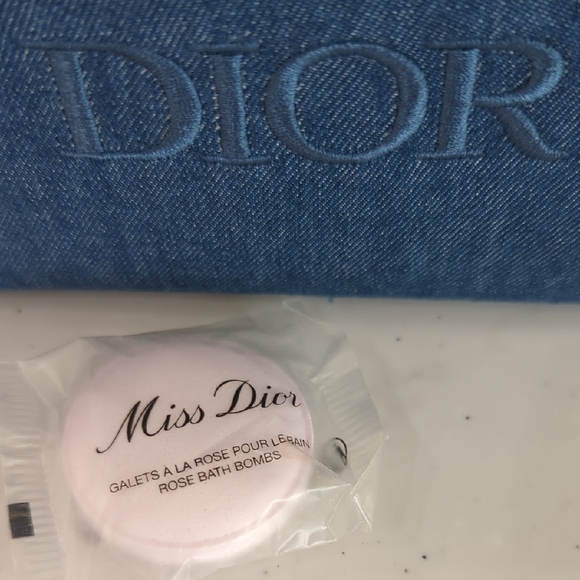 DIOR
Miss Dior
GALETS À LA ROSE POUR LE BAIN
ROSE BATH BOMBS